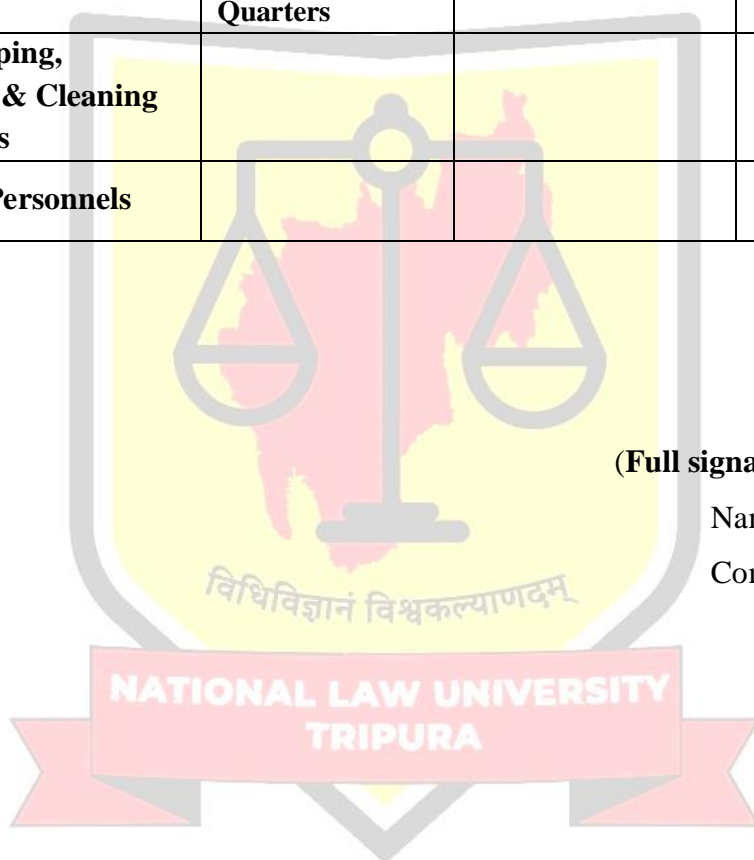 Quarters
ping,
& Cleaning
s
Personnels
(Full signa
Nar
Cor
विधिविज्ञानं विश्वकल्याणदम्
NATIONAL LAW UNIVERSITY
TRIPURA